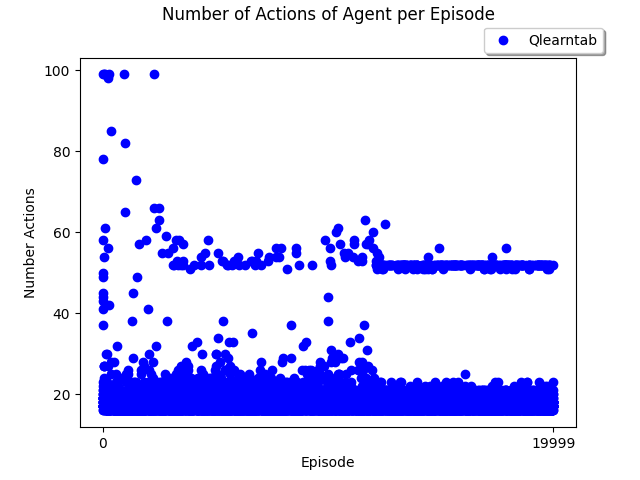 Number of Actions of Agent per Episode
Qlearntab
100
80
60
40
20
Number Actions
0
19999
Episode